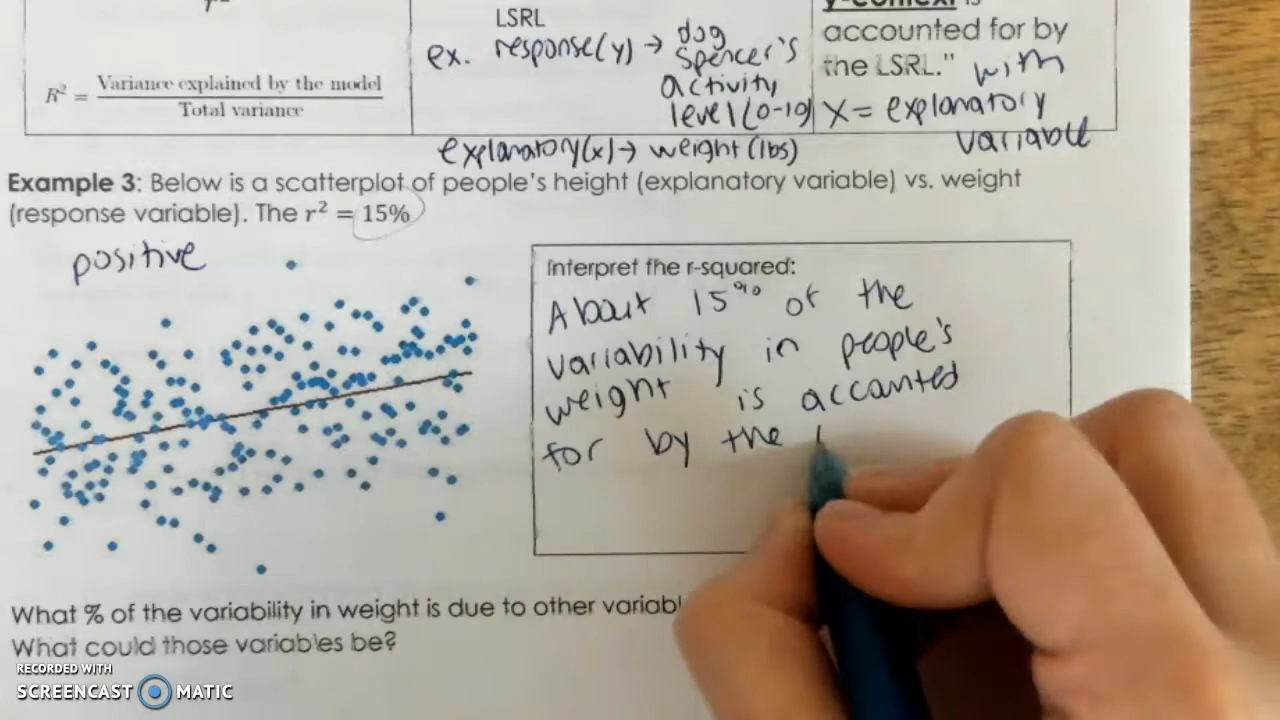 LSRL
ex. response(y) → dog
Spencer's
activity
level (0-10)
explanatory(x) → weight (lbs)
R² = Variance explained by the model
Total variance
accounted for by
the LSRL." with
X = explanatory
variable
Example 3: Below is a scatterplot of people's height (explanatory variable) vs. weight
(response variable). The r² = 15%
positive
Interpret the r-squared:
About 15% of the
variability in people's
weight is accounted
for by the
What % of the variability in weight is due to other
What could those variables be?
RECORDED WITH
SCREENCAST MATIC